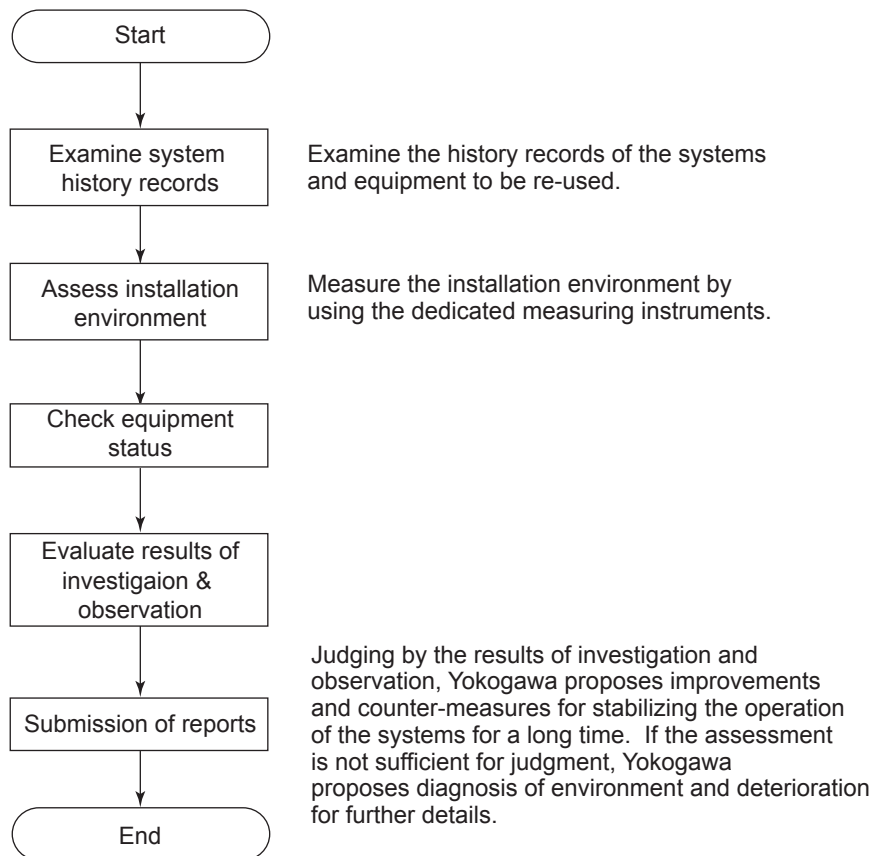 Start
Examine system
history records
Examine the history records of the systems
and equipment to be re-used.
Assess installation
environment
Measure the installation environment by
using the dedicated measuring instruments.
Check equipment
status
Evaluate results of
investigaion &
observation
Submission of reports
Judging by the results of investigation and
observation, Yokogawa proposes improvements
and counter-measures for stabilizing the operation
of the systems for a long time.  If the assessment
is not sufficient for judgment, Yokogawa
proposes diagnosis of environment and deterioration
for further details.
End